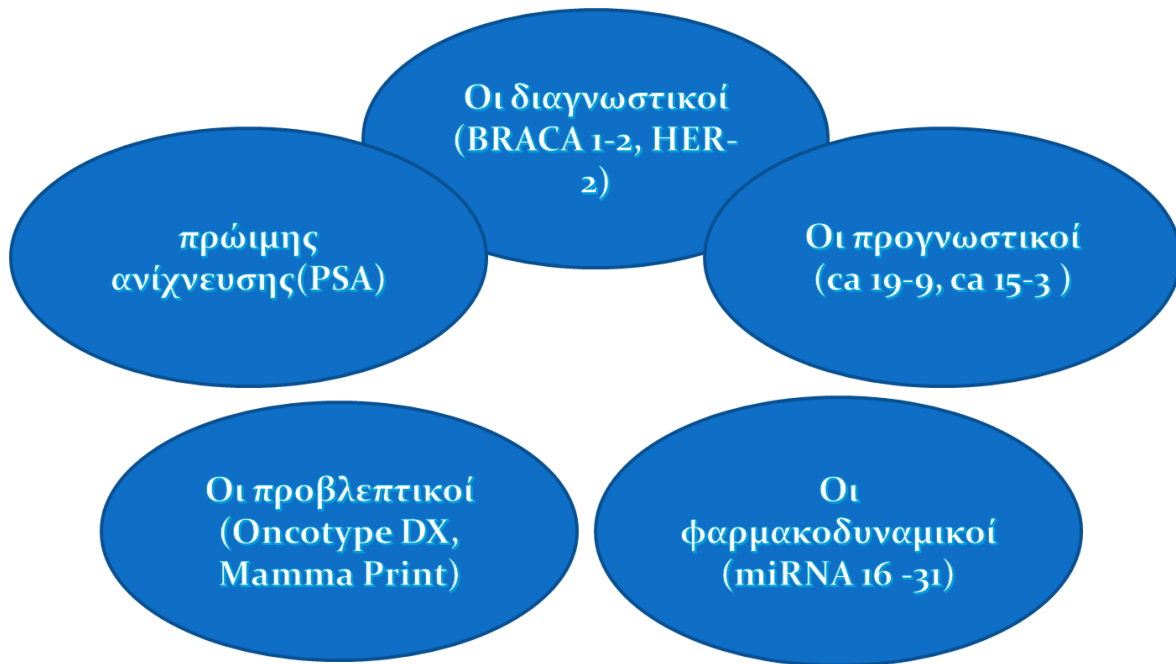 Οι διαγνωστικοί
(BRACA 1-2, HER-
2)
πρώιμης
ανίχνευσης(PSA)
Οι προγνωστικοί
(ca 19-9, ca 15-3 )
Οι προβλεπτικοί
(Oncotype DX,
Mamma Print)
Οι
φαρμακοδυναμικοί
(miRNA 16 -31)